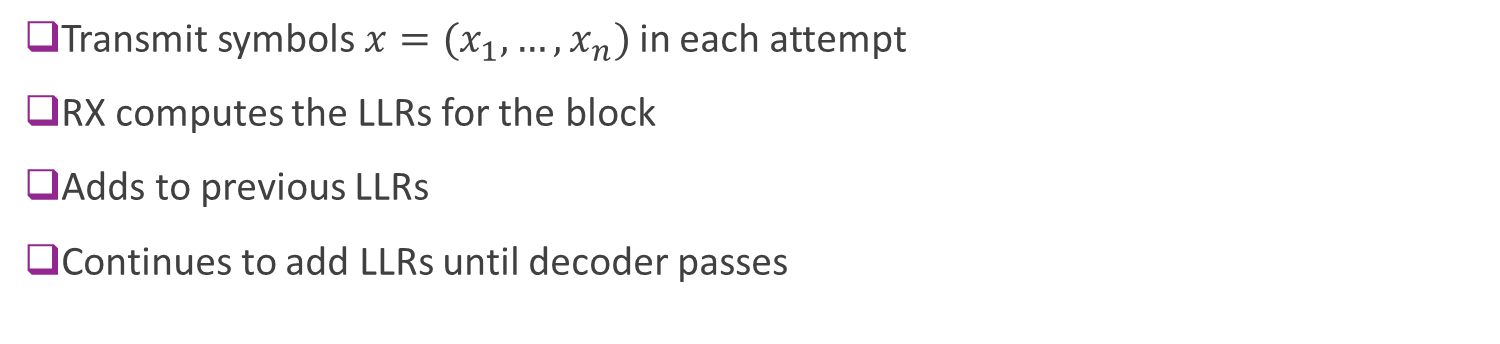 ❑Transmit symbols 𝑥 = (𝑥₁, … , 𝑥ₙ) in each attempt
❑RX computes the LLRs for the block
❑Adds to previous LLRs
❑Continues to add LLRs until decoder passes